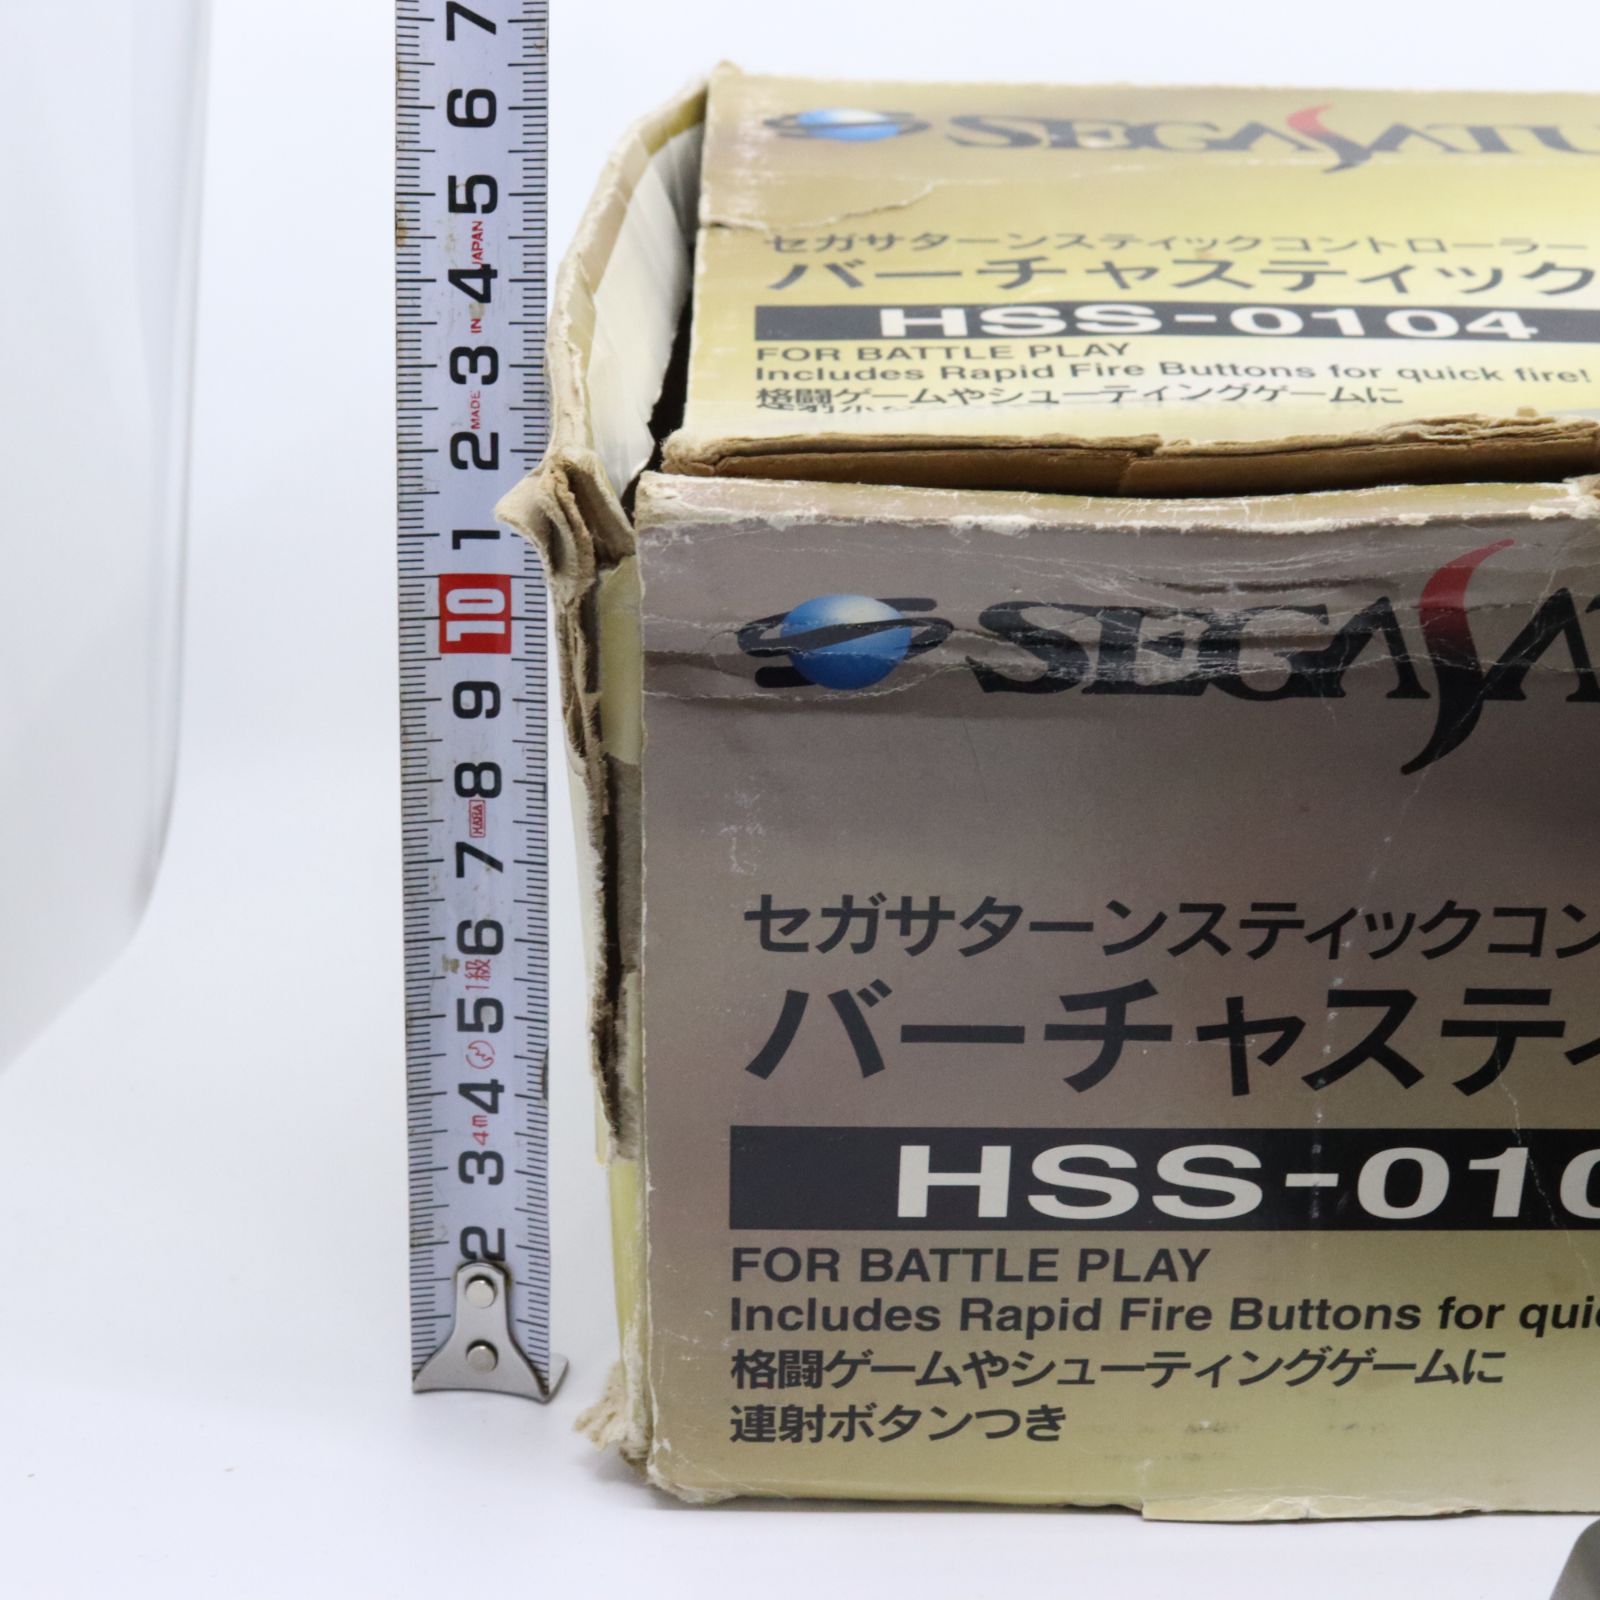 7
6
5
JAPAN
4
IN
3
MADE
2
1
10
9
8
7
6
1級
5
4
4m
3
2
SEGA SATU
セガサターンスティックコントローラー
バーチャスティック
HSS-0104
FOR BATTLE PLAY
Includes Rapid Fire Buttons for quick fire!
格闘ゲームやシューティングゲームに
SEGA SAT
セガサターンスティックコン
バーチャステ
HSS-010
FOR BATTLE PLAY
Includes Rapid Fire Buttons for quic
格闘ゲームやシューティングゲームに
連射ボタンつき